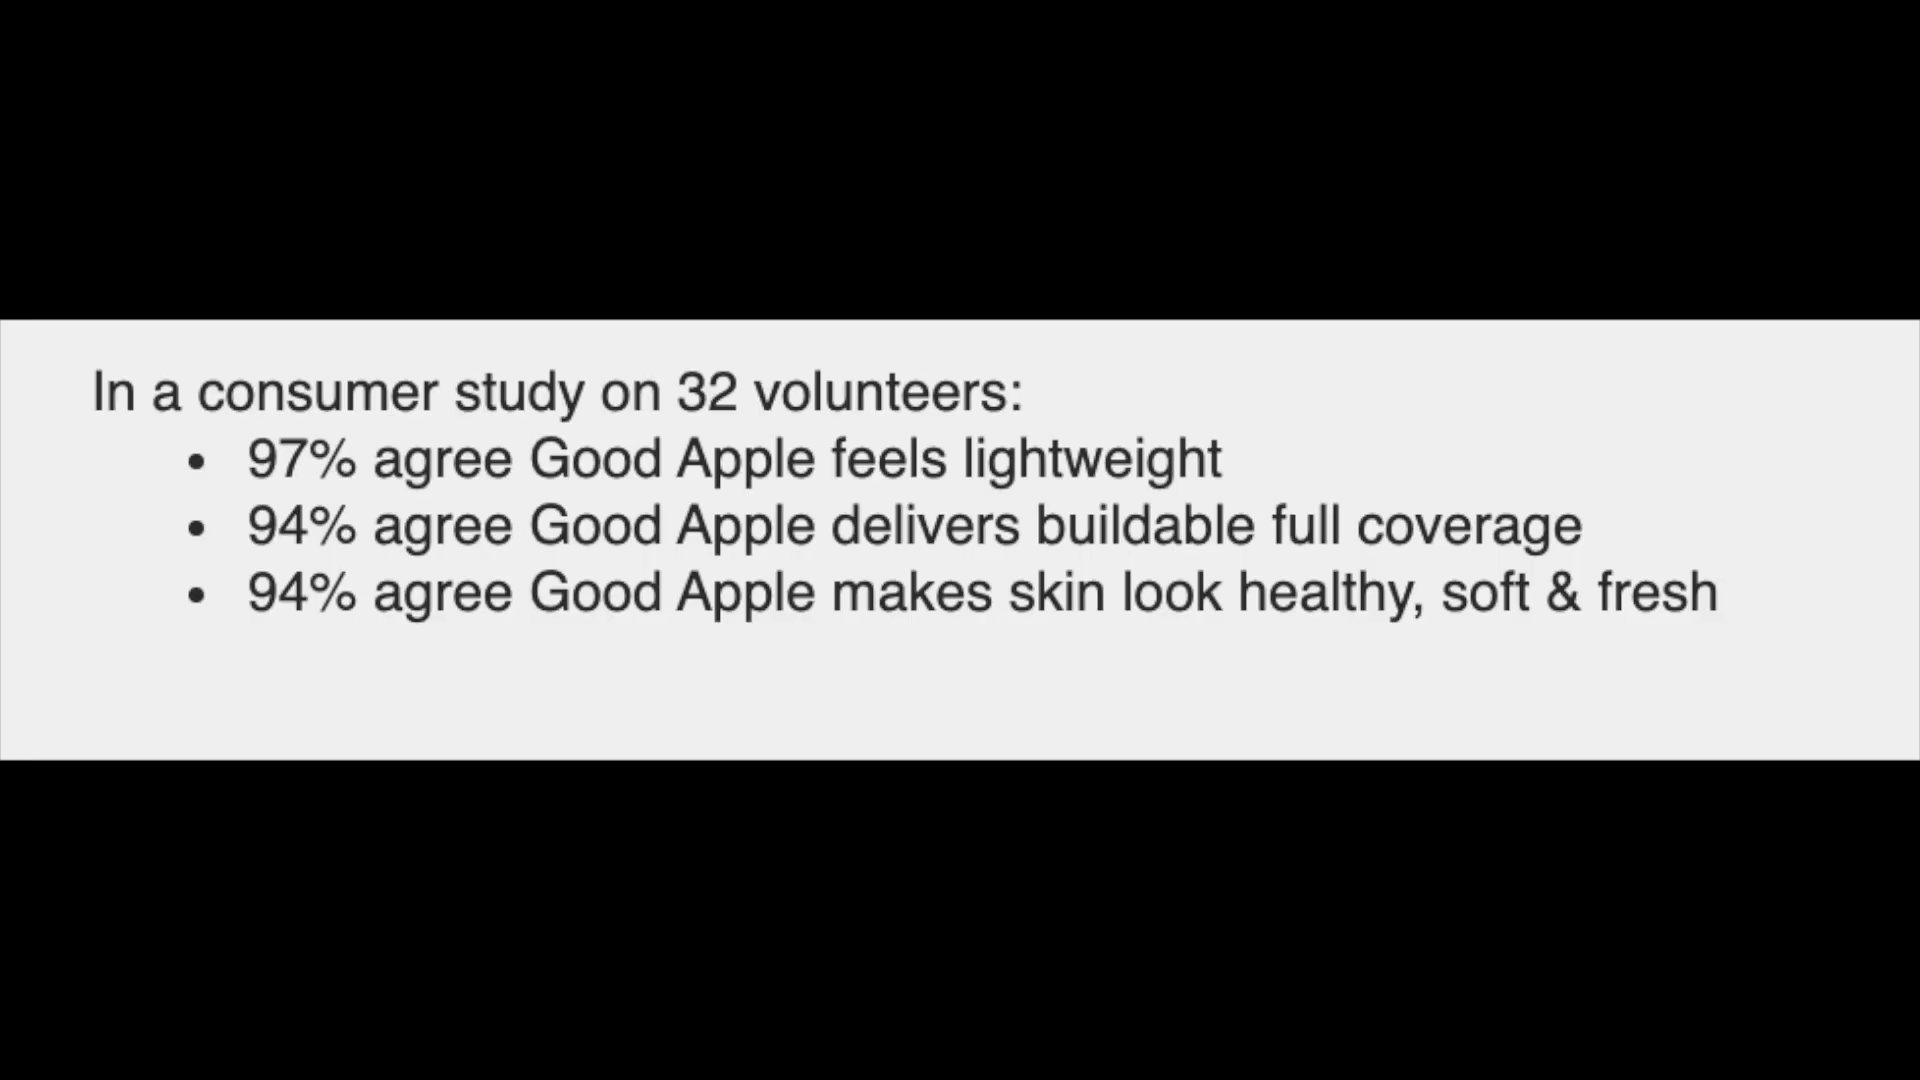 In a consumer study on 32 volunteers:
• 97% agree Good Apple feels lightweight
• 94% agree Good Apple delivers buildable full coverage
• 94% agree Good Apple makes skin look healthy, soft & fresh